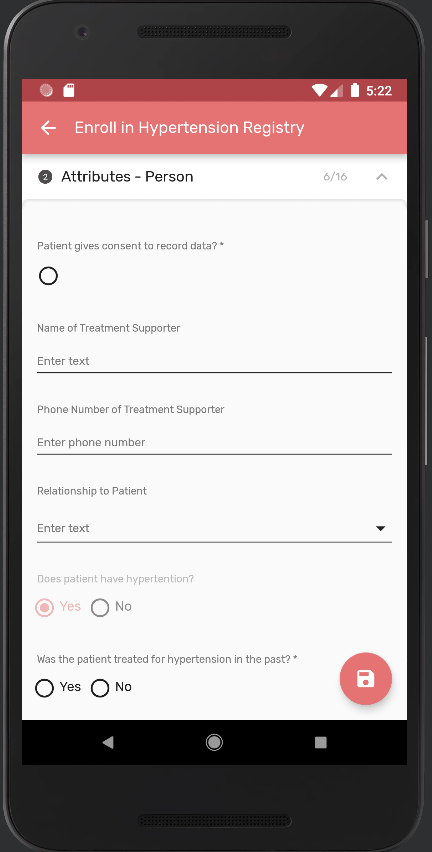 5:22
Enroll in Hypertension Registry
2 Attributes - Person 6/16
Patient gives consent to record data? *
Name of Treatment Supporter
Enter text
Phone Number of Treatment Supporter
Enter phone number
Relationship to Patient
Enter text
Does patient have hypertention?
Yes No
Was the patient treated for hypertension in the past? *
Yes No